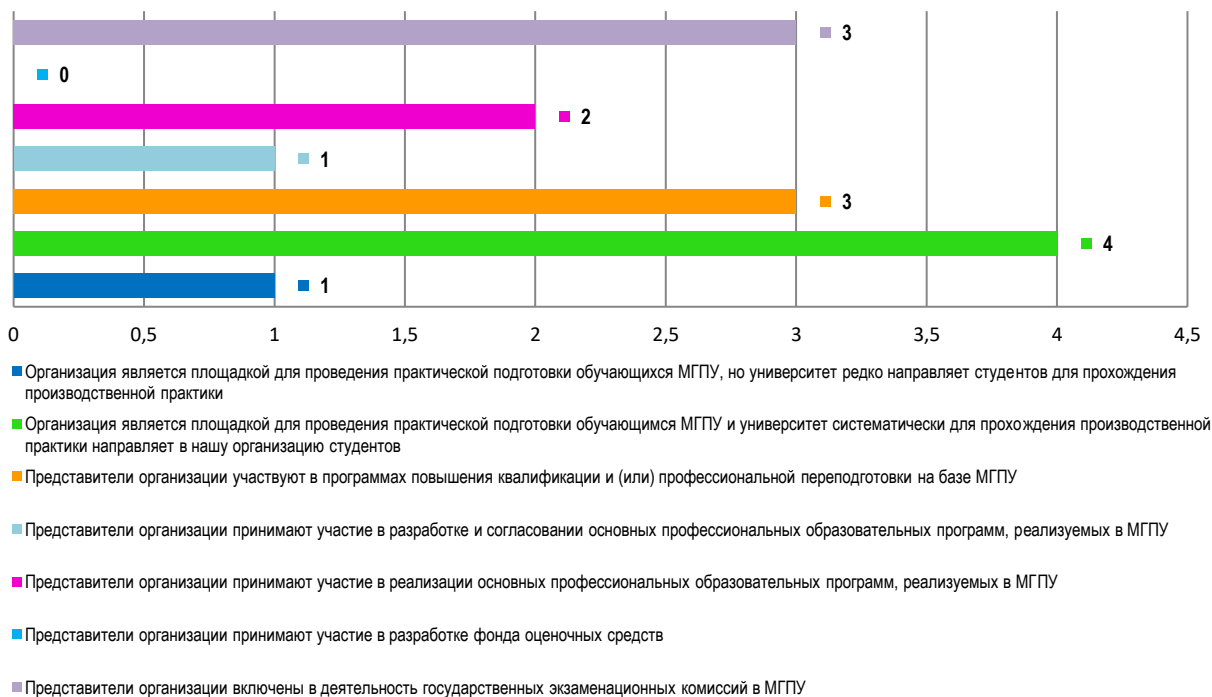 3
0
2
1
3
4
1
0 0,5 1 1,5 2 2,5 3 3,5 4 4,5
Организация является площадкой для проведения практической подготовки обучающихся МГПУ, но университет редко направляет студентов для прохождения
производственной практики
Организация является площадкой для проведения практической подготовки обучающимся МГПУ и университет систематически для прохождения производственной
практики направляет в нашу организацию студентов
Представители организации участвуют в программах повышения квалификации и (или) профессиональной переподготовки на базе МГПУ
Представители организации принимают участие в разработке и согласовании основных профессиональных образовательных программ, реализуемых в МГПУ
Представители организации принимают участие в реализации основных профессиональных образовательных программ, реализуемых в МГПУ
Представители организации принимают участие в разработке фонда оценочных средств
Представители организации включены в деятельность государственных экзаменационных комиссий в МГПУ